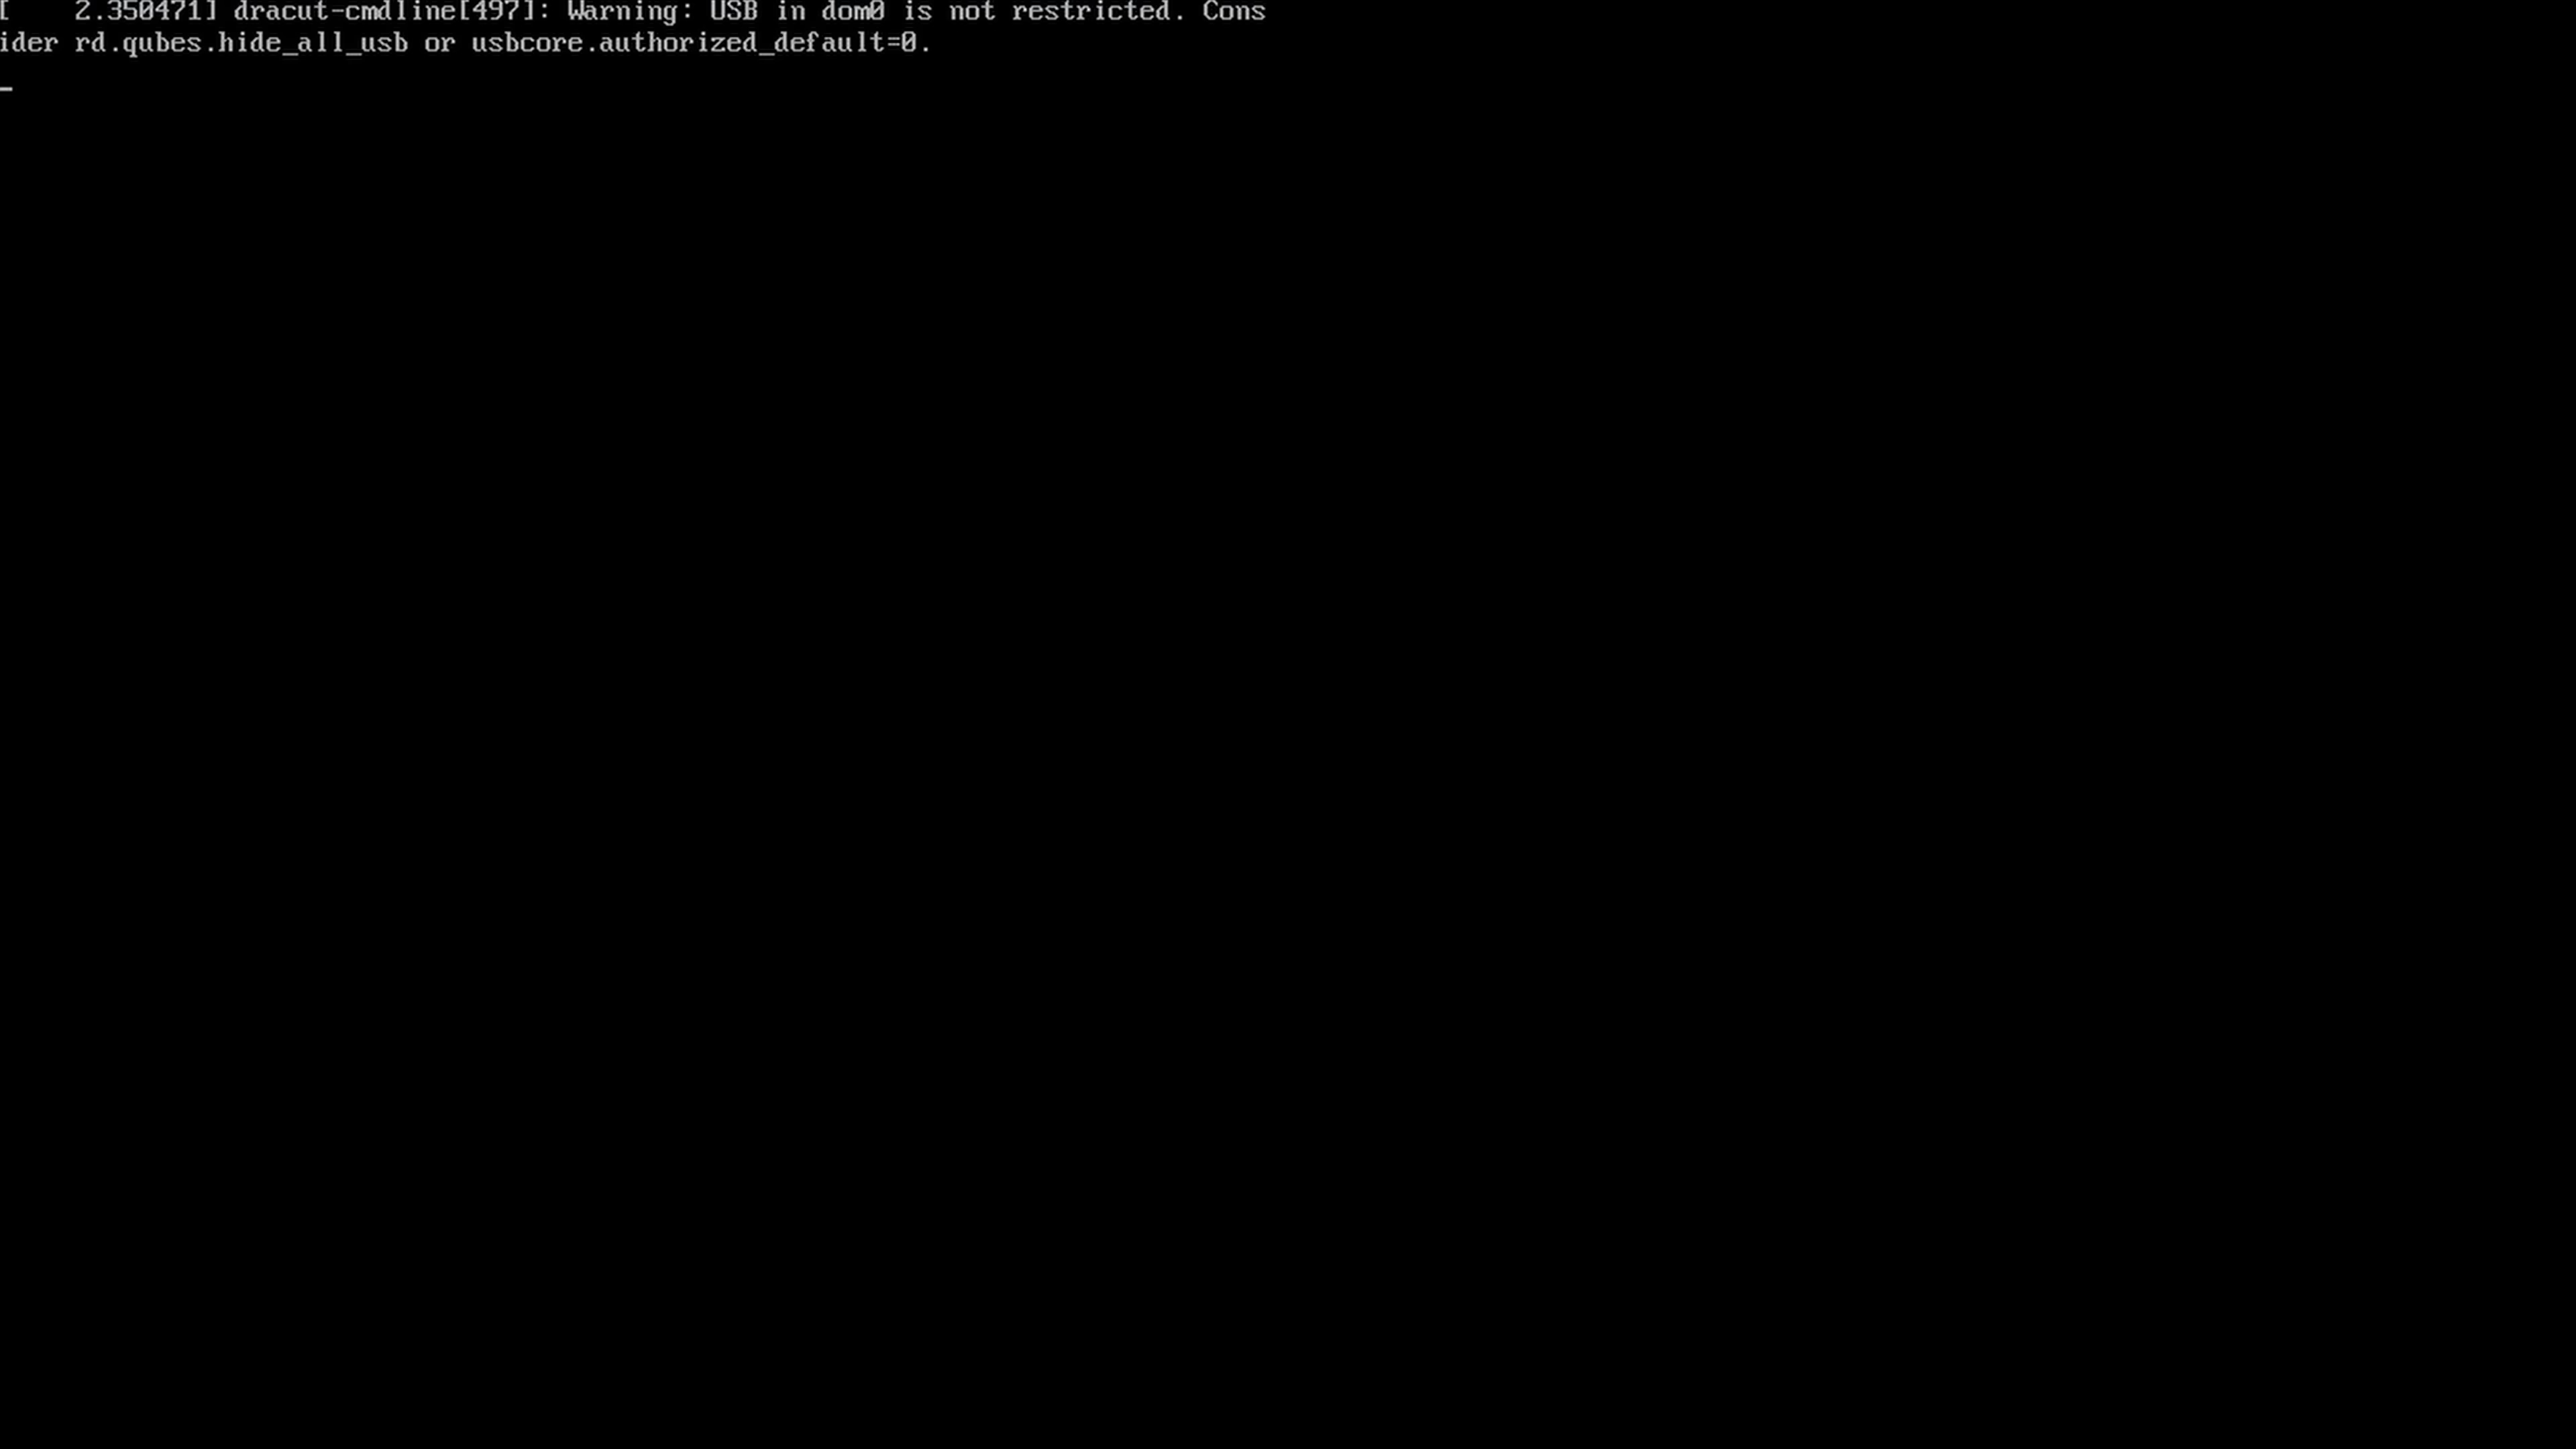 [    2.350471] dracut-cmdline[497]: Warning: USB in dom0 is not restricted. Cons
ider rd.qubes.hide_all_usb or usbcore.authorized_default=0.
_